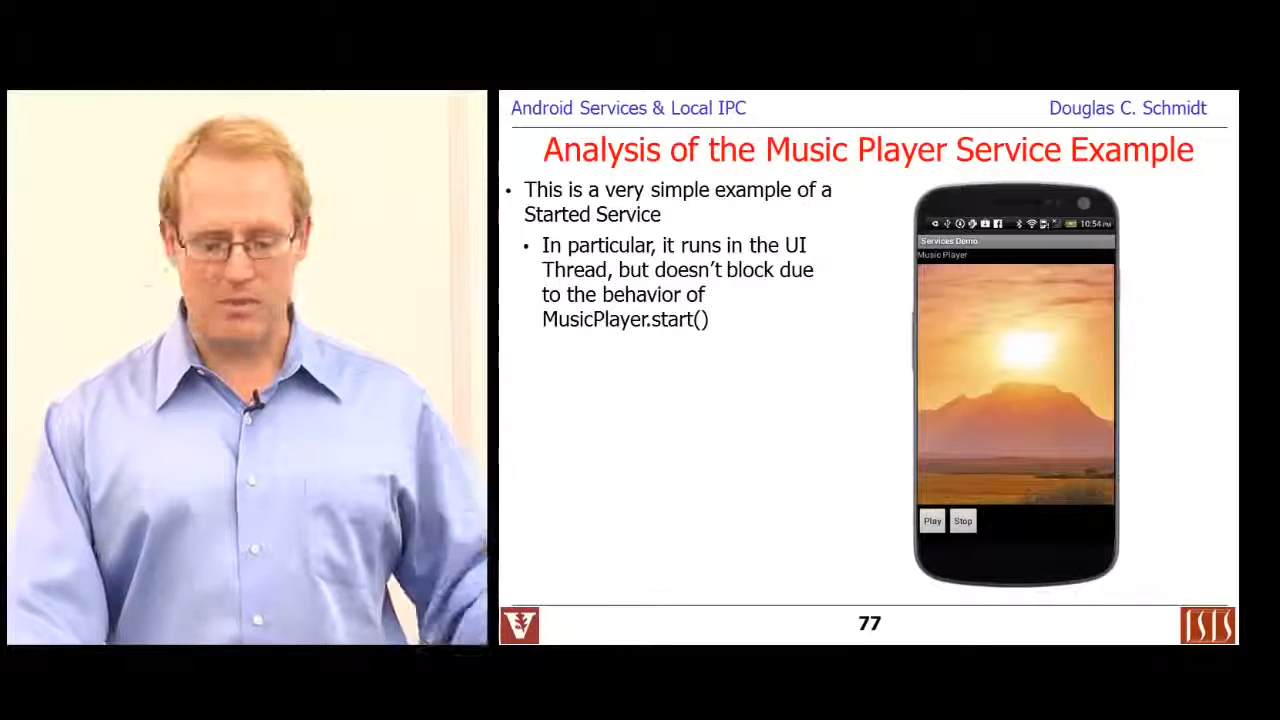 Android Services & Local IPC
Douglas C. Schmidt
Analysis of the Music Player Service Example
• This is a very simple example of a
Started Service
• In particular, it runs in the UI
Thread, but doesn't block due
to the behavior of
MusicPlayer.start()
10:54 PM
Services Demo
Music Player
Play
Stop
77
V
ISIS